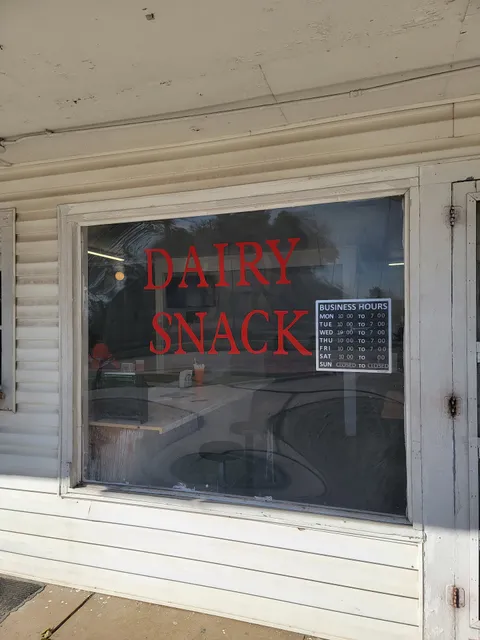 DAIRY
SNACK
BUSINESS HOURS
MON 10 00 TO 7 00
TUE 10 00 TO 7 00
WED 10 00 TO 7 00
THU 10 00 TO 7 00
FRI 10 00 TO 7 00
SAT 10 00 TO 00
SUN CLOSED TO CLOSED